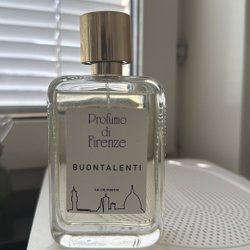 Profumo
di
Firenze
BUONTALENTI
EAU DE PARFUM